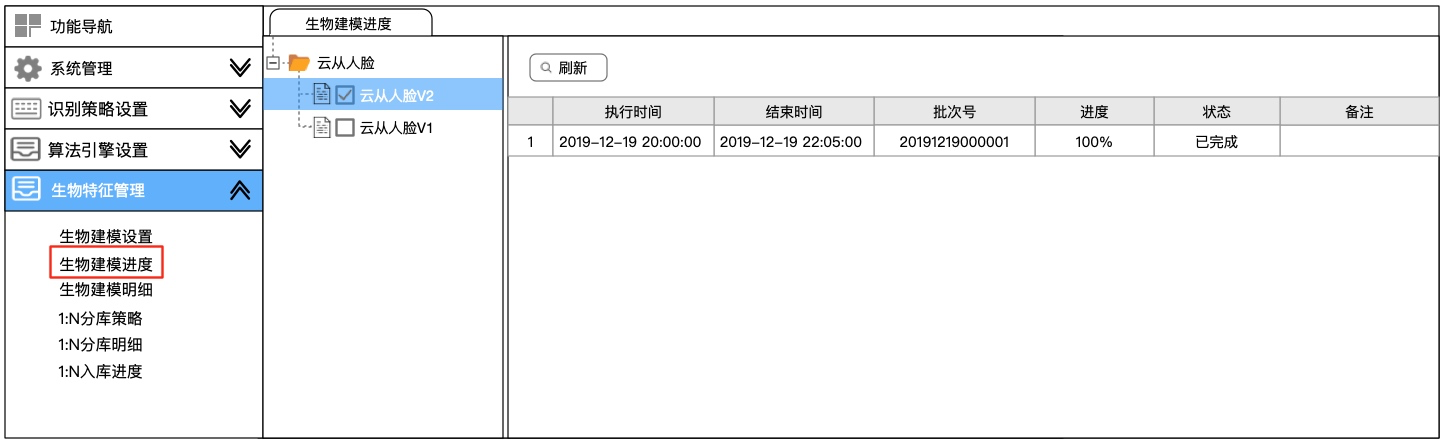 功能导航
系统管理
识别策略设置
算法引擎设置
生物特征管理
生物建模设置
生物建模进度
生物建模明细
1:N分库策略
1:N分库明细
1:N入库进度
生物建模进度
云从人脸
云从人脸V2
云从人脸V1
刷新
执行时间 结束时间 批次号 进度 状态 备注
1 2019-12-19 20:00:00 2019-12-19 22:05:00 20191219000001 100% 已完成